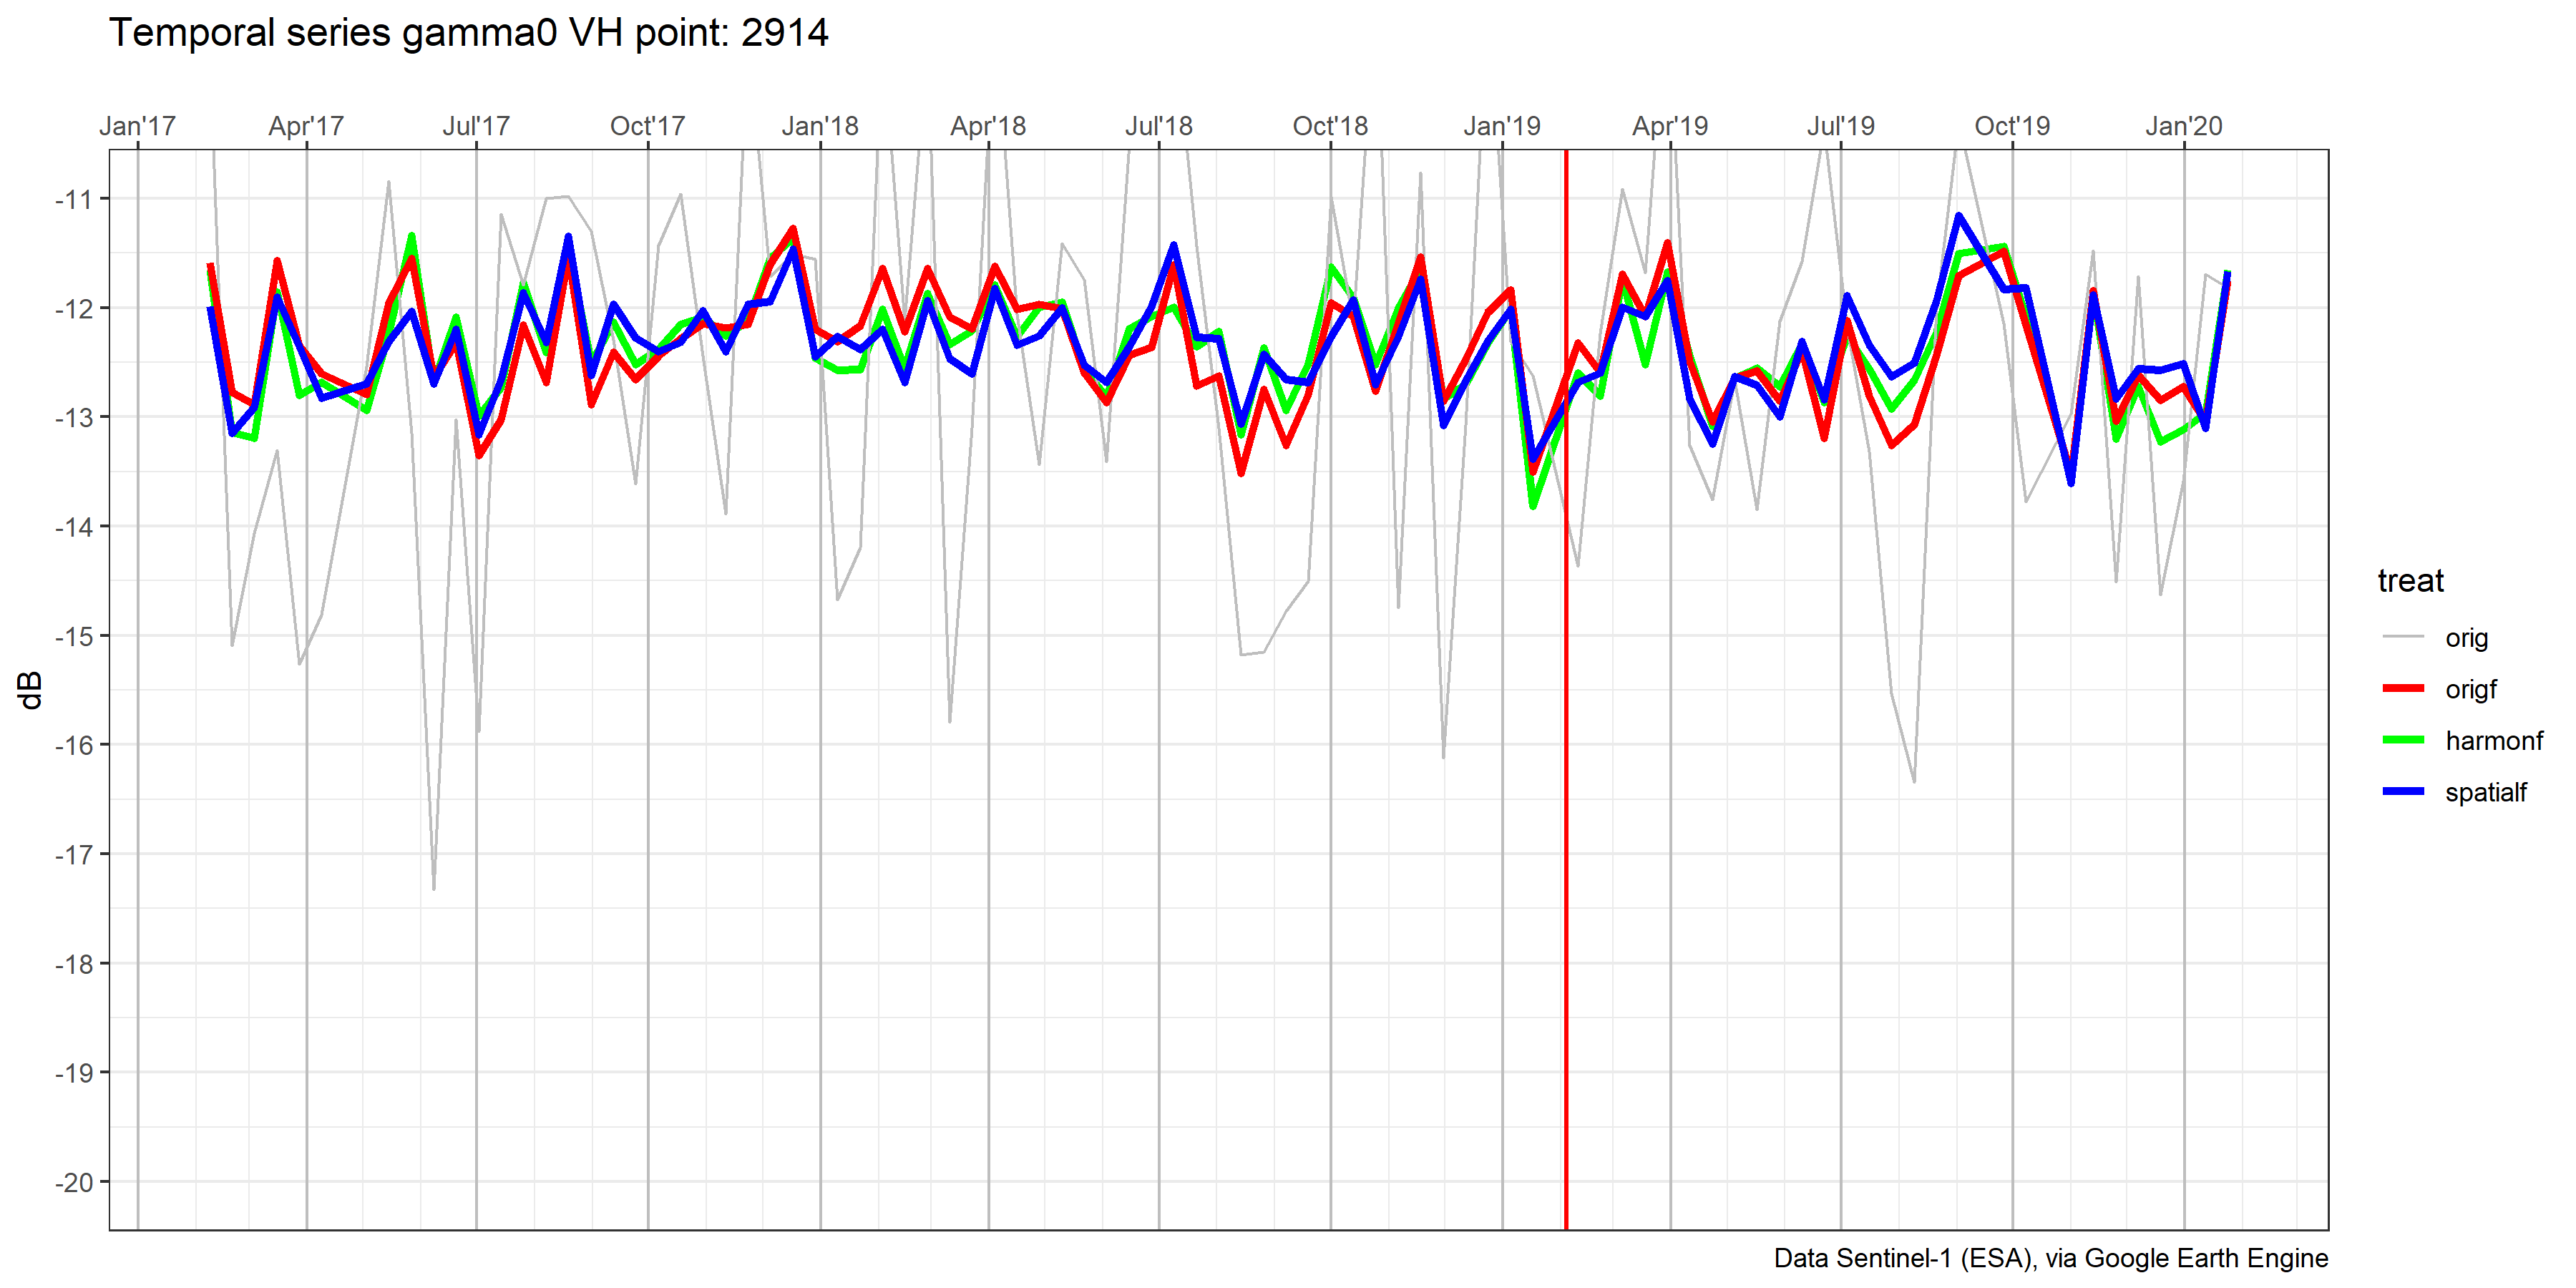 Temporal series gamma0 VH point: 2914
Jan'17 Apr'17 Jul'17 Oct'17 Jan'18 Apr'18 Jul'18 Oct'18 Jan'19 Apr'19 Jul'19 Oct'19 Jan'20
-11
-12
-13
-14
-15
-16
-17
-18
-19
-20
dB
treat
orig
origf
harmonf
spatialf
Data Sentinel-1 (ESA), via Google Earth Engine